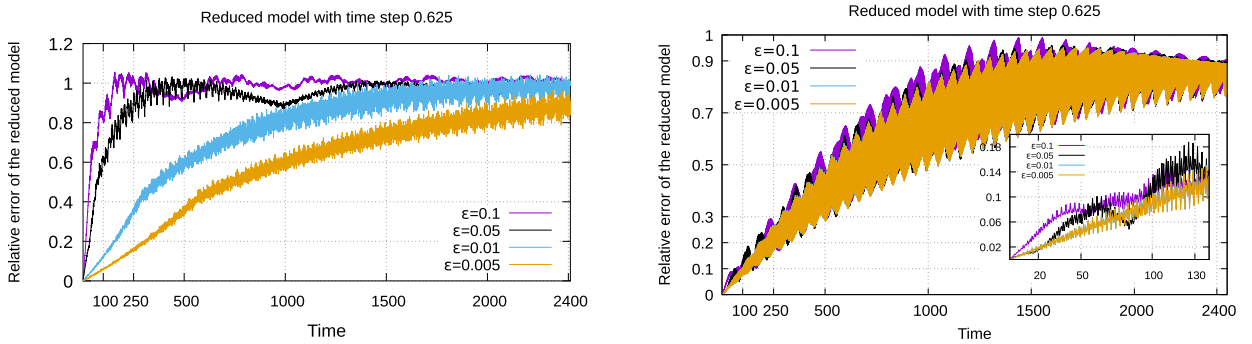 Reduced model with time step 0.625
Relative error of the reduced model
1.2
1
0.8
0.6
0.4
0.2
0
ε=0.1
ε=0.05
ε=0.01
ε=0.005
100 250 500 1000 1500 2000 2400
Time
Reduced model with time step 0.625
Relative error of the reduced model
1
0.9
0.7
0.5
0.3
0.2
0.1
0
ε=0.1
ε=0.05
ε=0.01
ε=0.005
0.18
0.14
0.1
0.06
0.02
ε=0.1
ε=0.05
ε=0.01
ε=0.005
20 50 100 130
100 250 500 1000 1500 2000 2400
Time